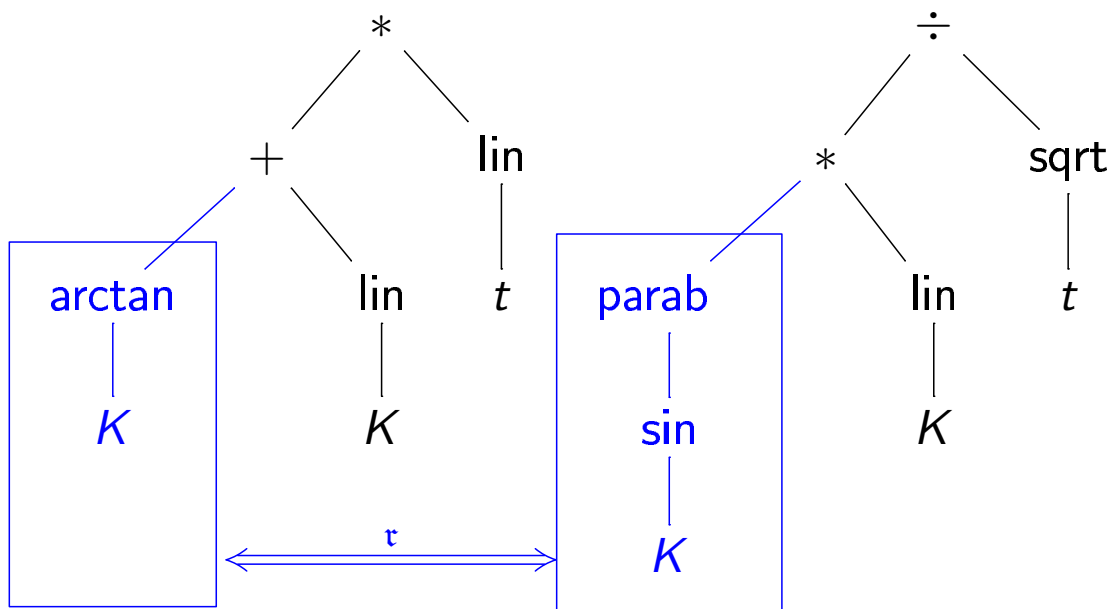 * ÷
+ lin * sqrt
arctan lin t parab lin t
K K sin K
𝔯 K